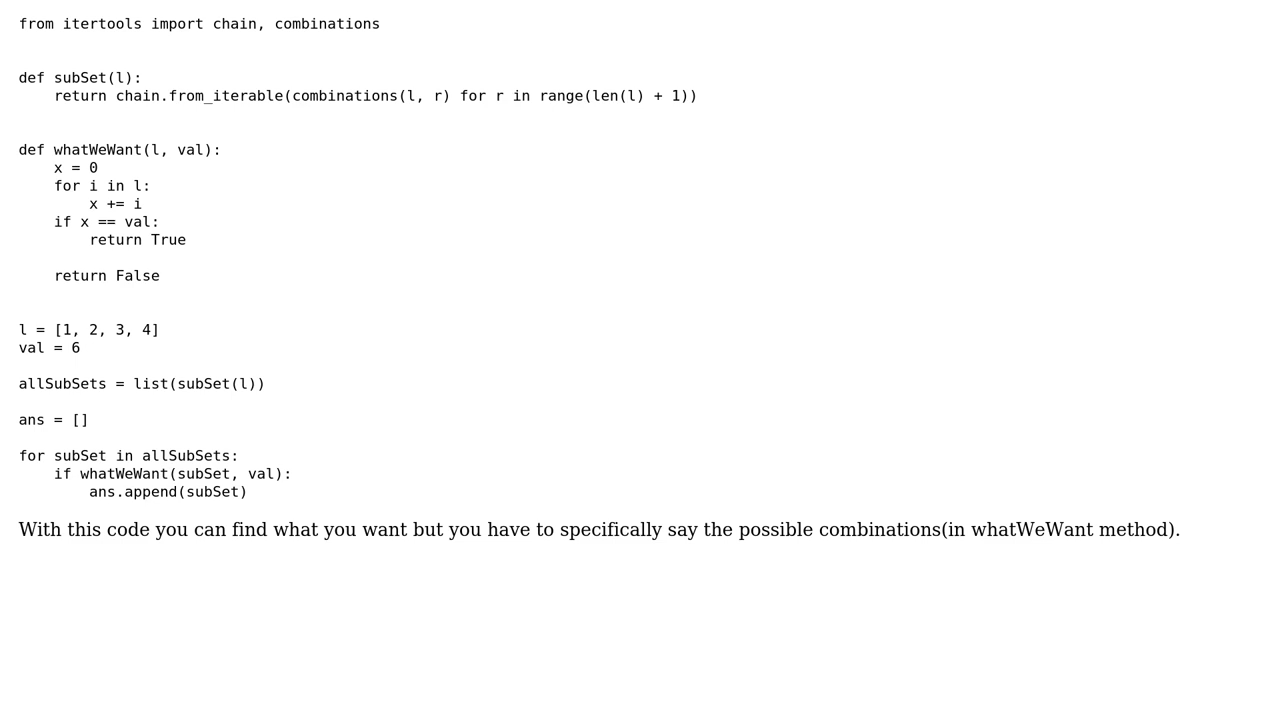 from itertools import chain, combinations
def subSet(l):
    return chain.from_iterable(combinations(l, r) for r in range(len(l) + 1))
def whatWeWant(l, val):
    x = 0
    for i in l:
        x += i
    if x == val:
        return True
    return False
l = [1, 2, 3, 4]
val = 6
allSubSets = list(subSet(l))
ans = []
for subSet in allSubSets:
    if whatWeWant(subSet, val):
        ans.append(subSet)
With this code you can find what you want but you have to specifically say the possible combinations(in whatWeWant method).